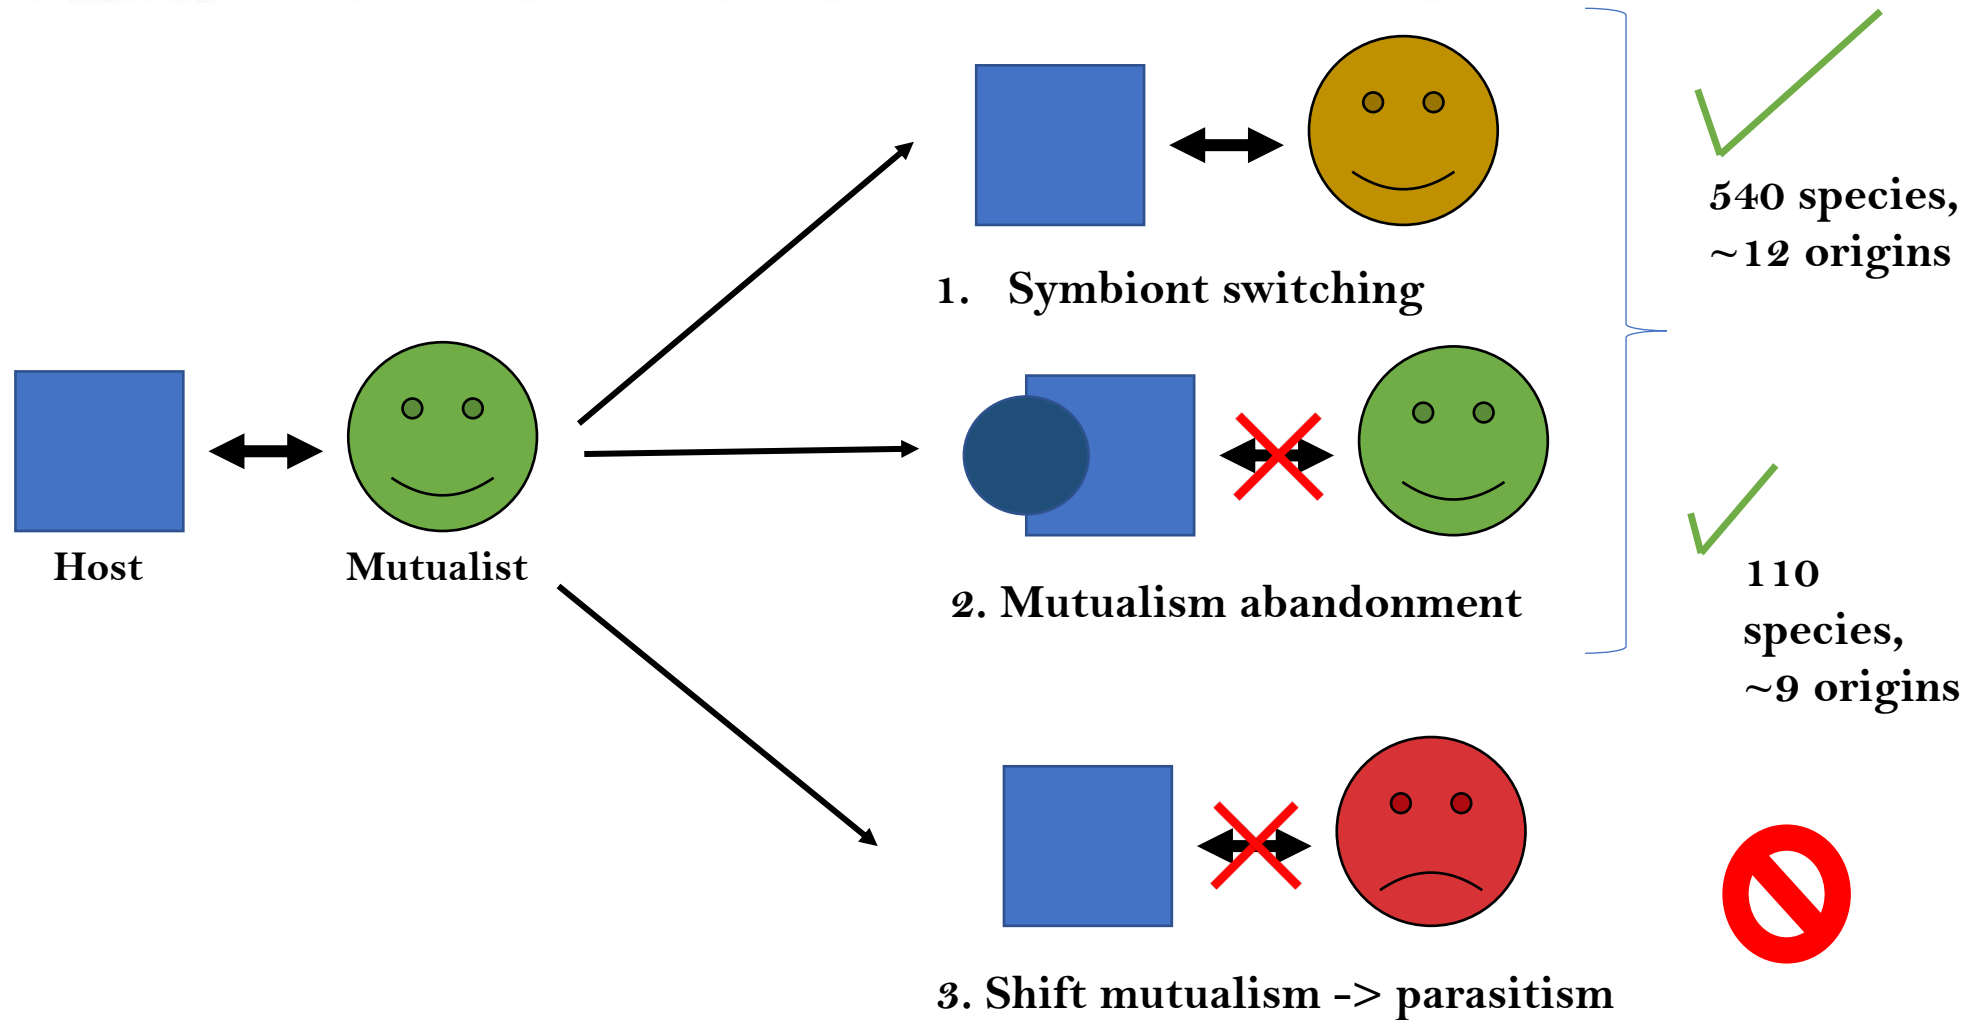 540 species,
~12 origins
1. Symbiont switching
Host
Mutualist
2. Mutualism abandonment
110
species,
~9 origins
3. Shift mutualism -> parasitism